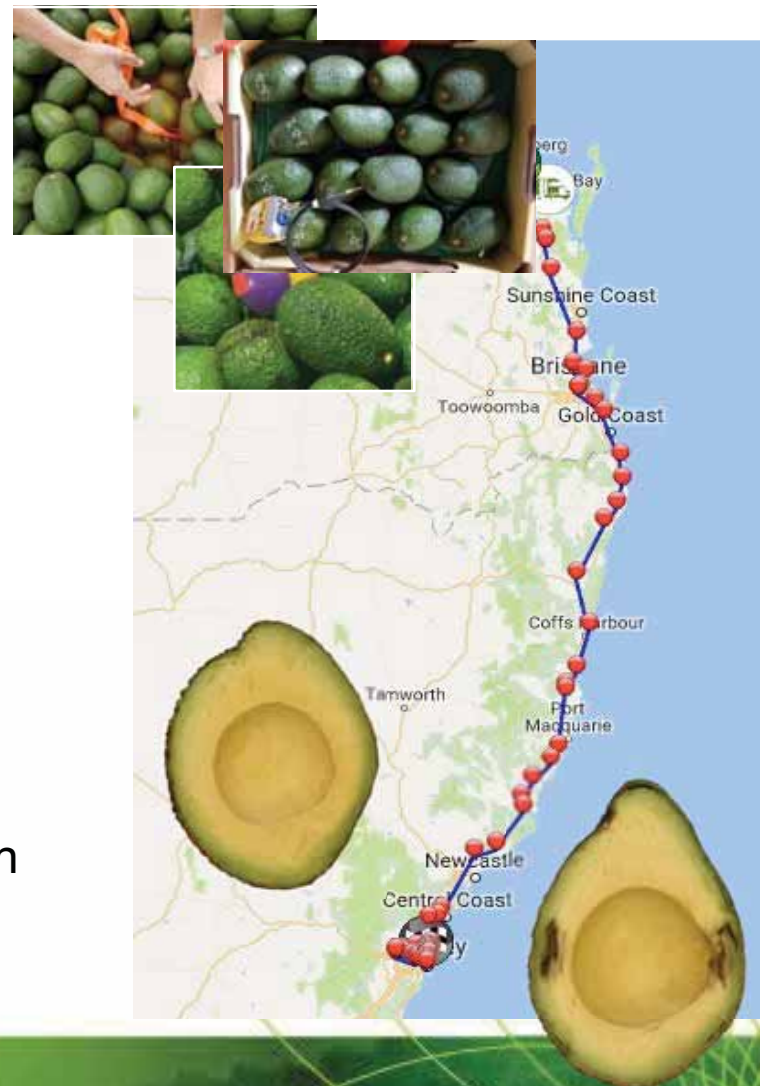 Bay
Sunshine Coast
Brisbane
Toowoomba
Gold Coast
Coffs Harbour
Tamworth
Port
Macquarie
Newcastle
Central Coast